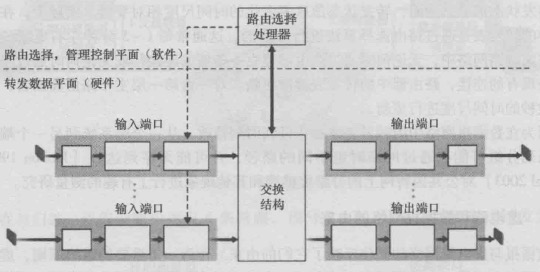 路由选择
处理器
路由选择，管理控制平面（软件）
转发数据平面（硬件）
输入端口
输出端口
交换
结构
输入端口
输出端口